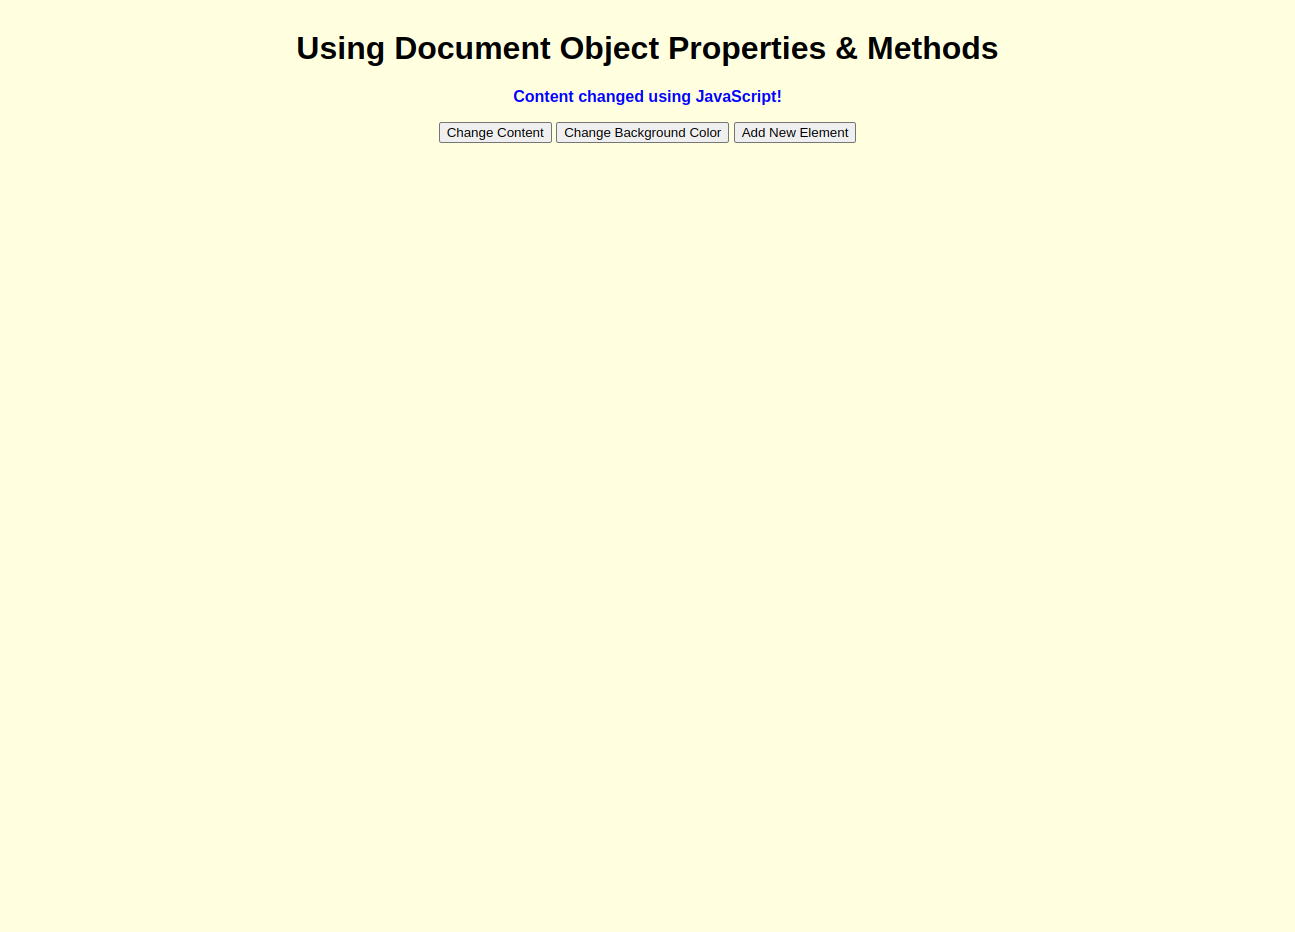 Using Document Object Properties & Methods
Content changed using JavaScript!
Change Content Change Background Color Add New Element